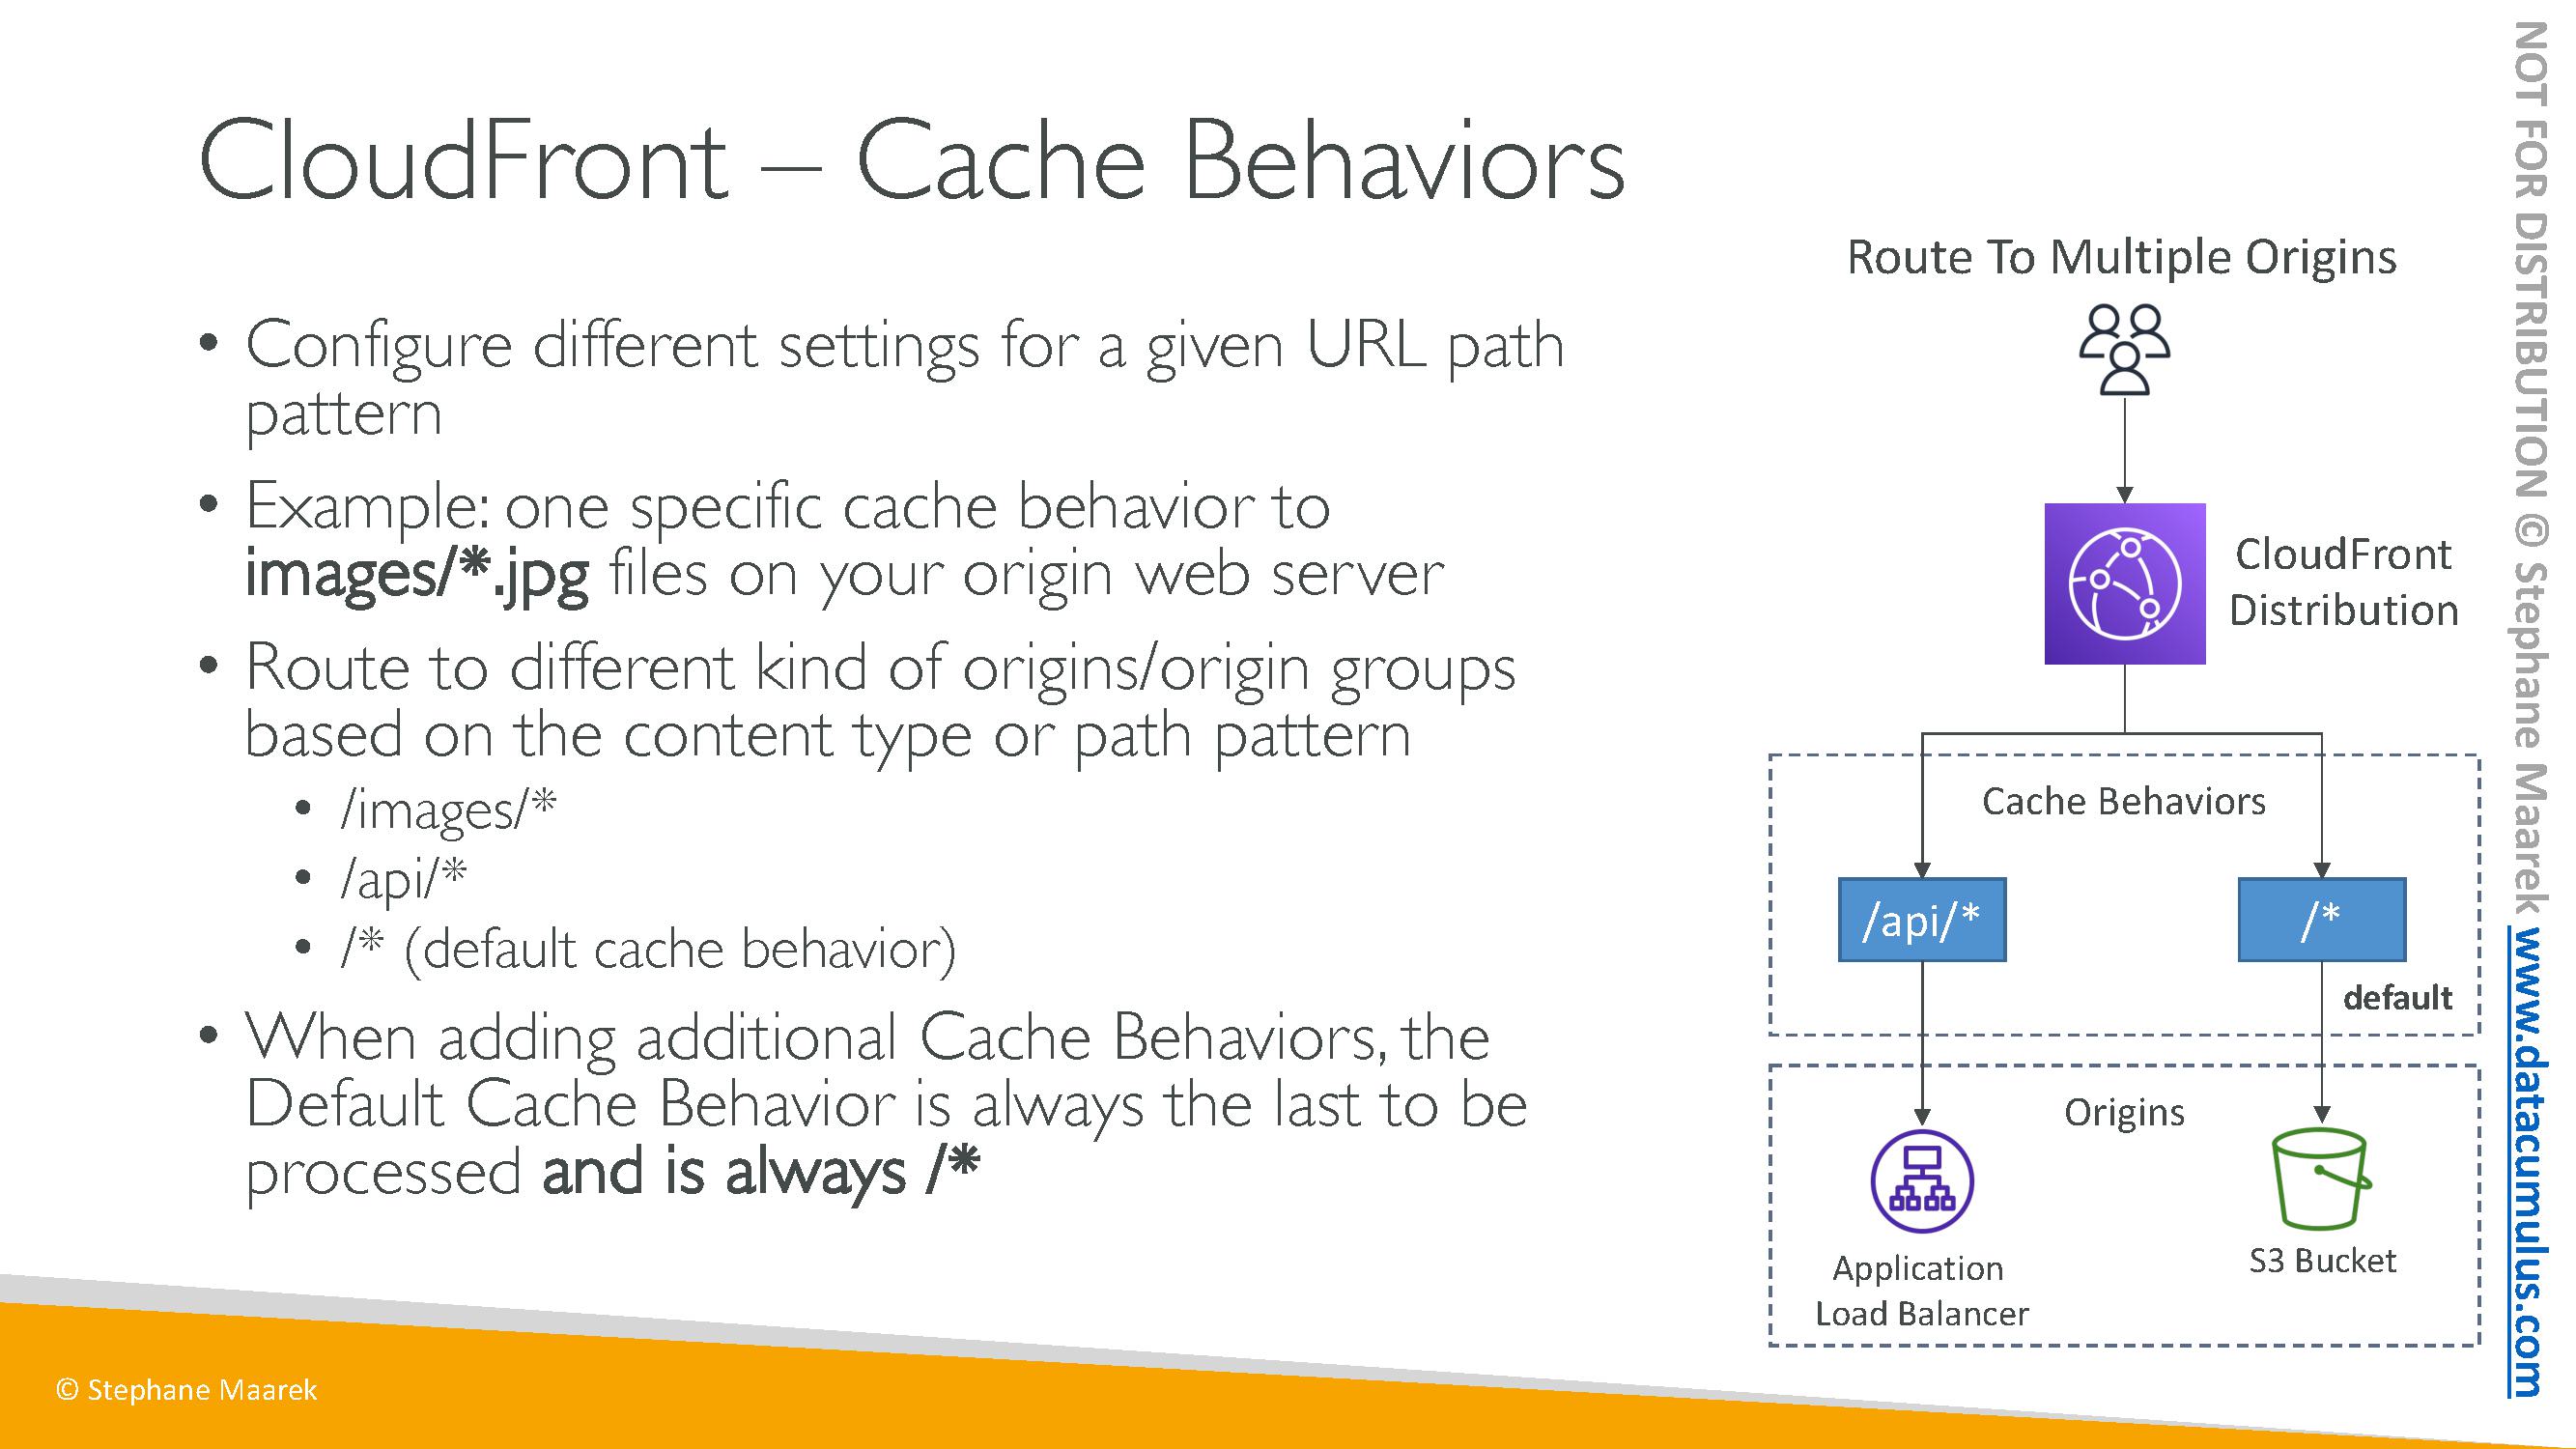 CloudFront – Cache Behaviors
• Configure different settings for a given URL path
pattern
• Example: one specific cache behavior to
images/*.jpg files on your origin web server
• Route to different kind of origins/origin groups
based on the content type or path pattern
• /images/*
• /api/*
• /* (default cache behavior)
• When adding additional Cache Behaviors, the
Default Cache Behavior is always the last to be
processed and is always /*
Route To Multiple Origins
CloudFront
Distribution
Cache Behaviors
/api/*
/*
default
Origins
Application
Load Balancer
S3 Bucket
© Stephane Maarek
NOT FOR DISTRIBUTION © Stephane Maarek www.datacumulus.com